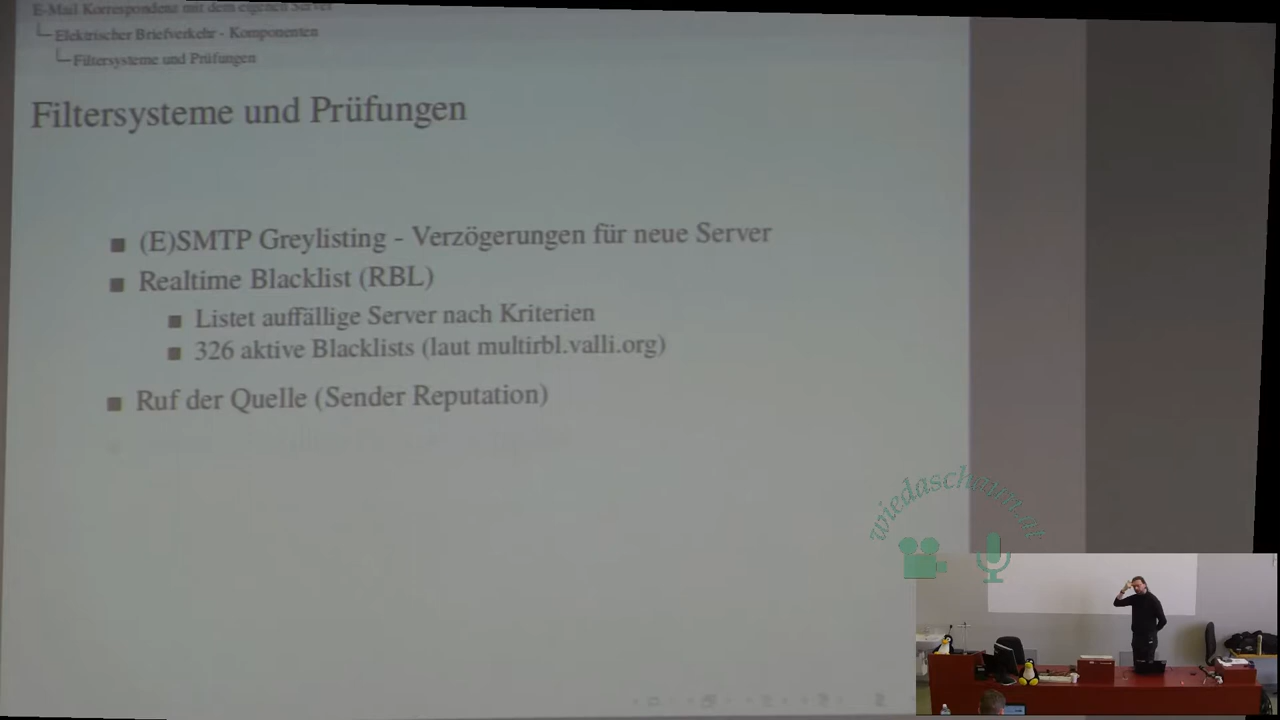 E-Mail Korrespondenz mit dem eigenen Server
Elektrischer Briefverkehr - Komponenten
Filtersysteme und Prüfungen
Filtersysteme und Prüfungen
(E)SMTP Greylisting - Verzögerungen für neue Server
Realtime Blacklist (RBL)
Listet auffällige Server nach Kriterien
326 aktive Blacklists (laut multirbl.valli.org)
Ruf der Quelle (Sender Reputation)
wiedaschaun.at